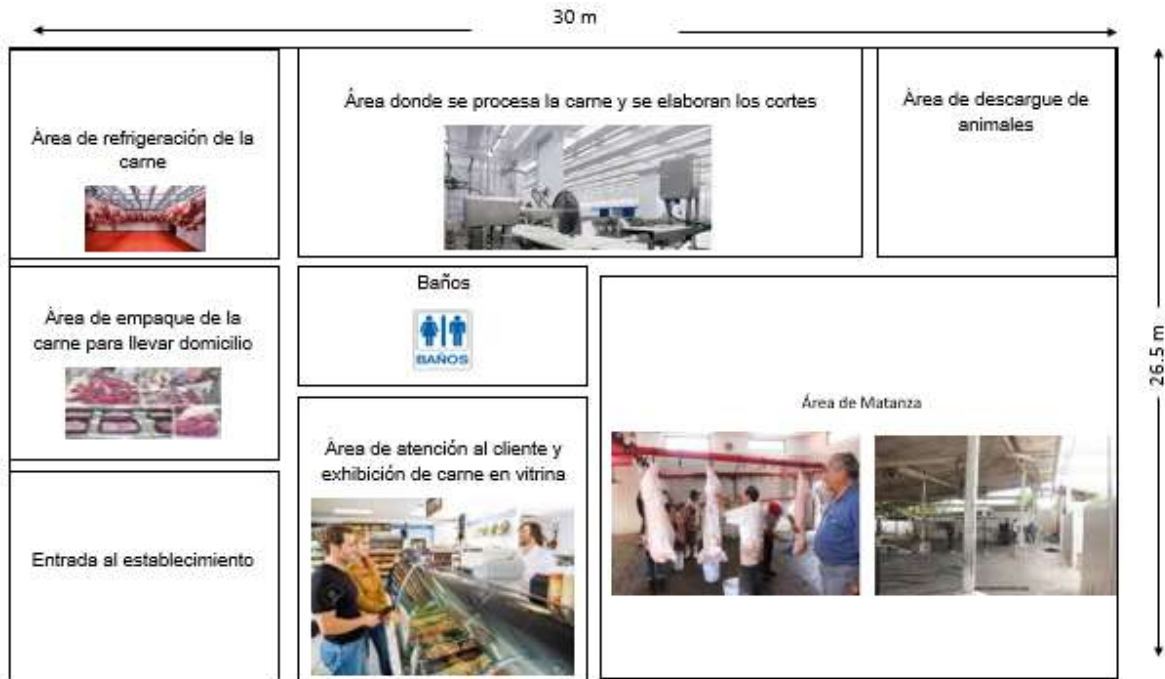 30 m
Área de refrigeración de la
carne
Área donde se procesa la carne y se elaboran los cortes
Área de descargue de
animales
Área de empaque de la
carne para llevar domicilio
Baños
BAÑOS
26.5 m
Área de Matanza
Área de atención al cliente y
exhibición de carne en vitrina
Entrada al establecimiento